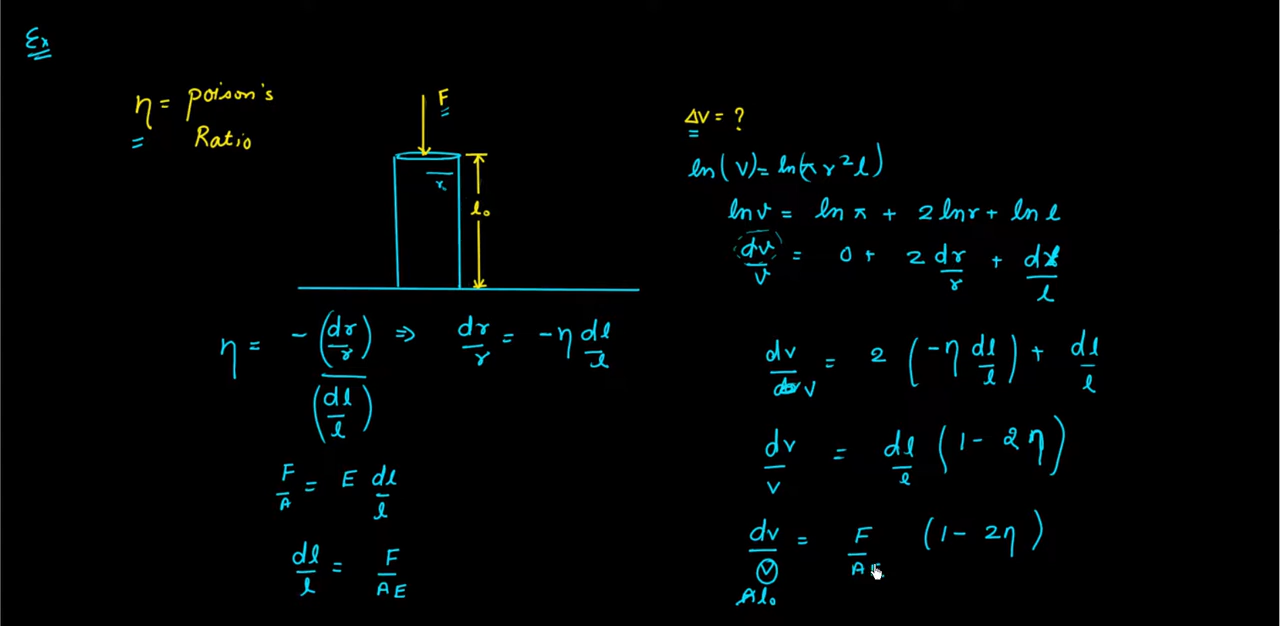 Ex
η = poison's
Ratio
F
r
l₀
ΔV = ?
ln(V) = ln(π r² l)
ln v = ln π + 2 ln r + ln l
dv/v = 0 + 2 dr/r + dl/l
η = -(dr/r)/(dl/l) ⇒ dr/r = -η dl/l
dv/v = 2(-η dl/l) + dl/l
dv/v = dl/l (1 - 2η)
F/A = E dl/l
dl/l = F/AE
dv/v = F/AE (1 - 2η)
Al₀